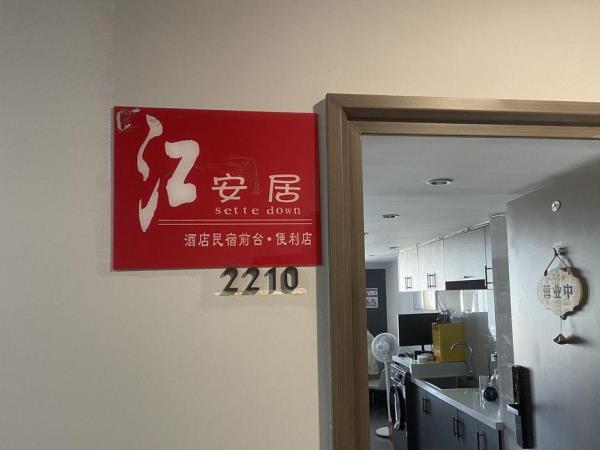 江安居
sette down
酒店民宿前台·便利店
2210
营业中